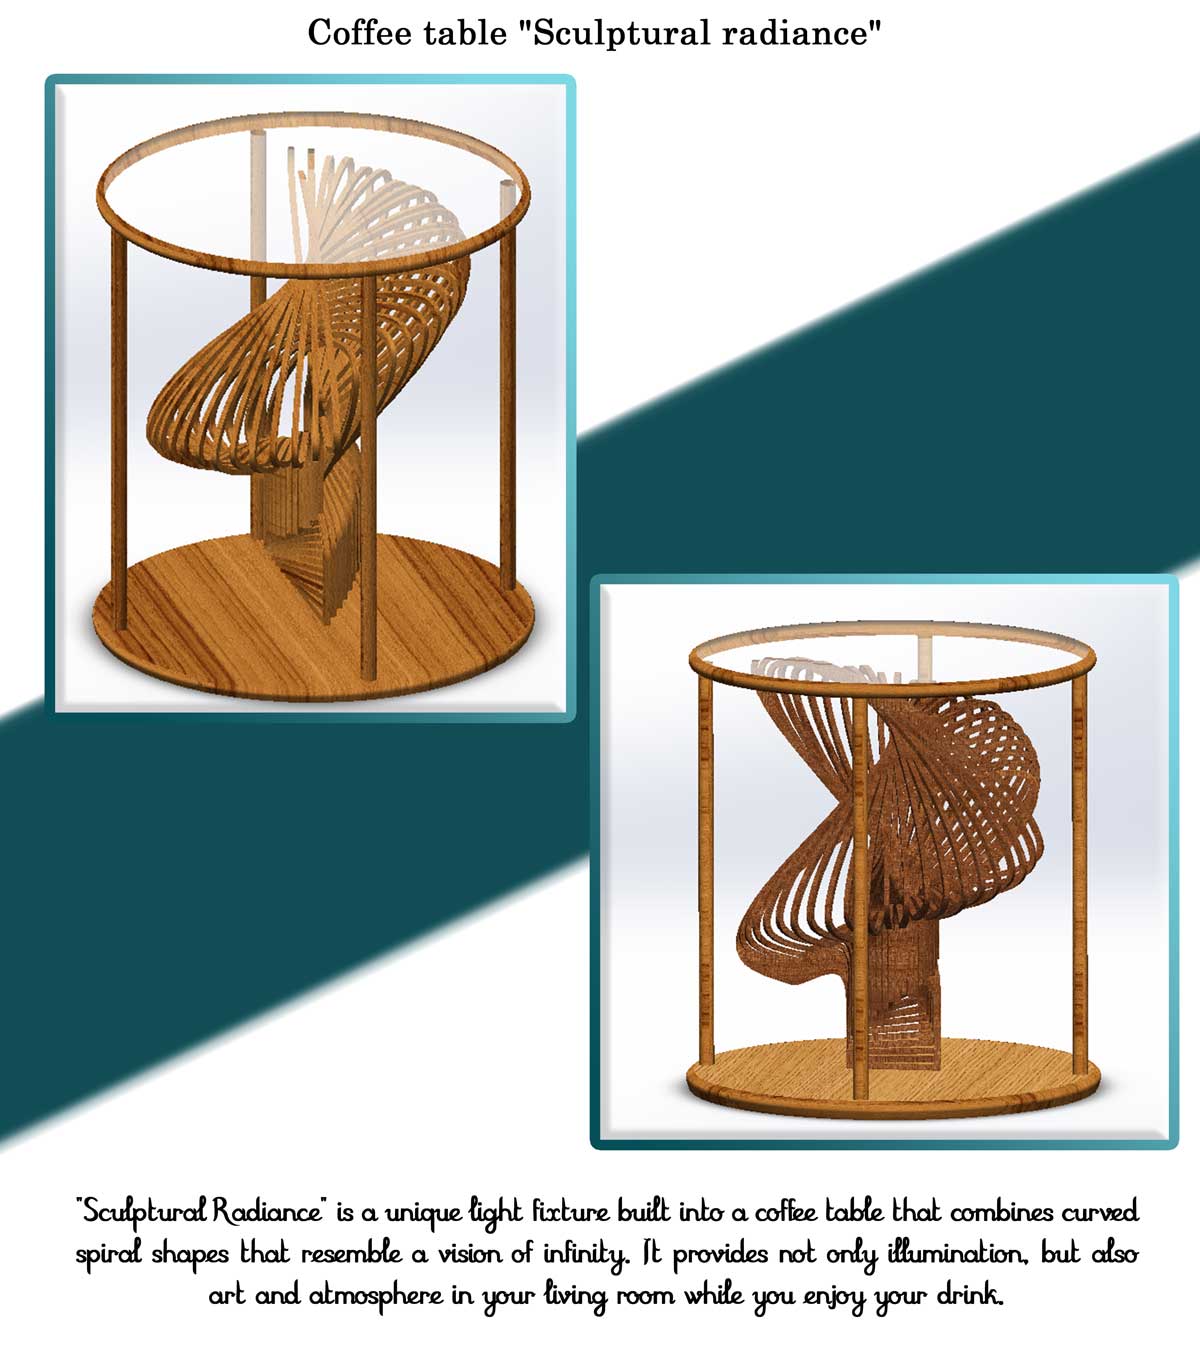 Coffee table "Sculptural radiance"
"Sculptural Radiance" is a unique light fixture built into a coffee table that combines curved
spiral shapes that resemble a vision of infinity. It provides not only illumination, but also
art and atmosphere in your living room while you enjoy your drink.